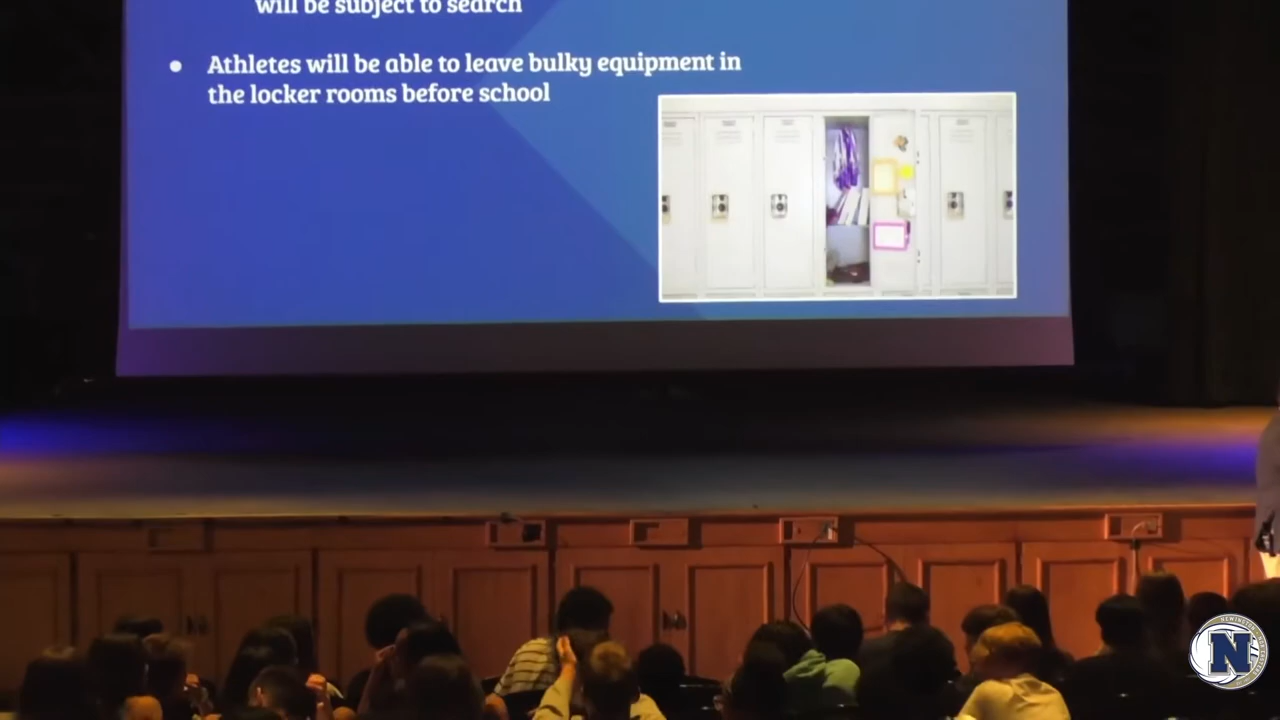 will be subject to search
• Athletes will be able to leave bulky equipment in
the locker rooms before school
N